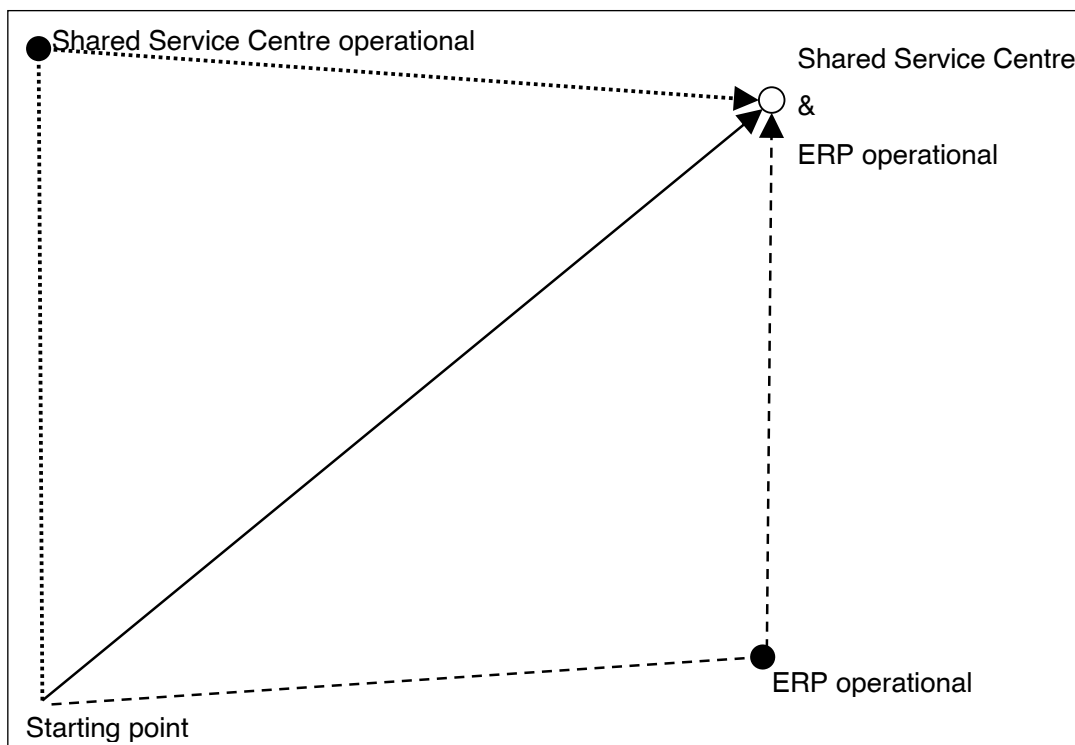 Shared Service Centre operational
Shared Service Centre
&
ERP operational
ERP operational
Starting point